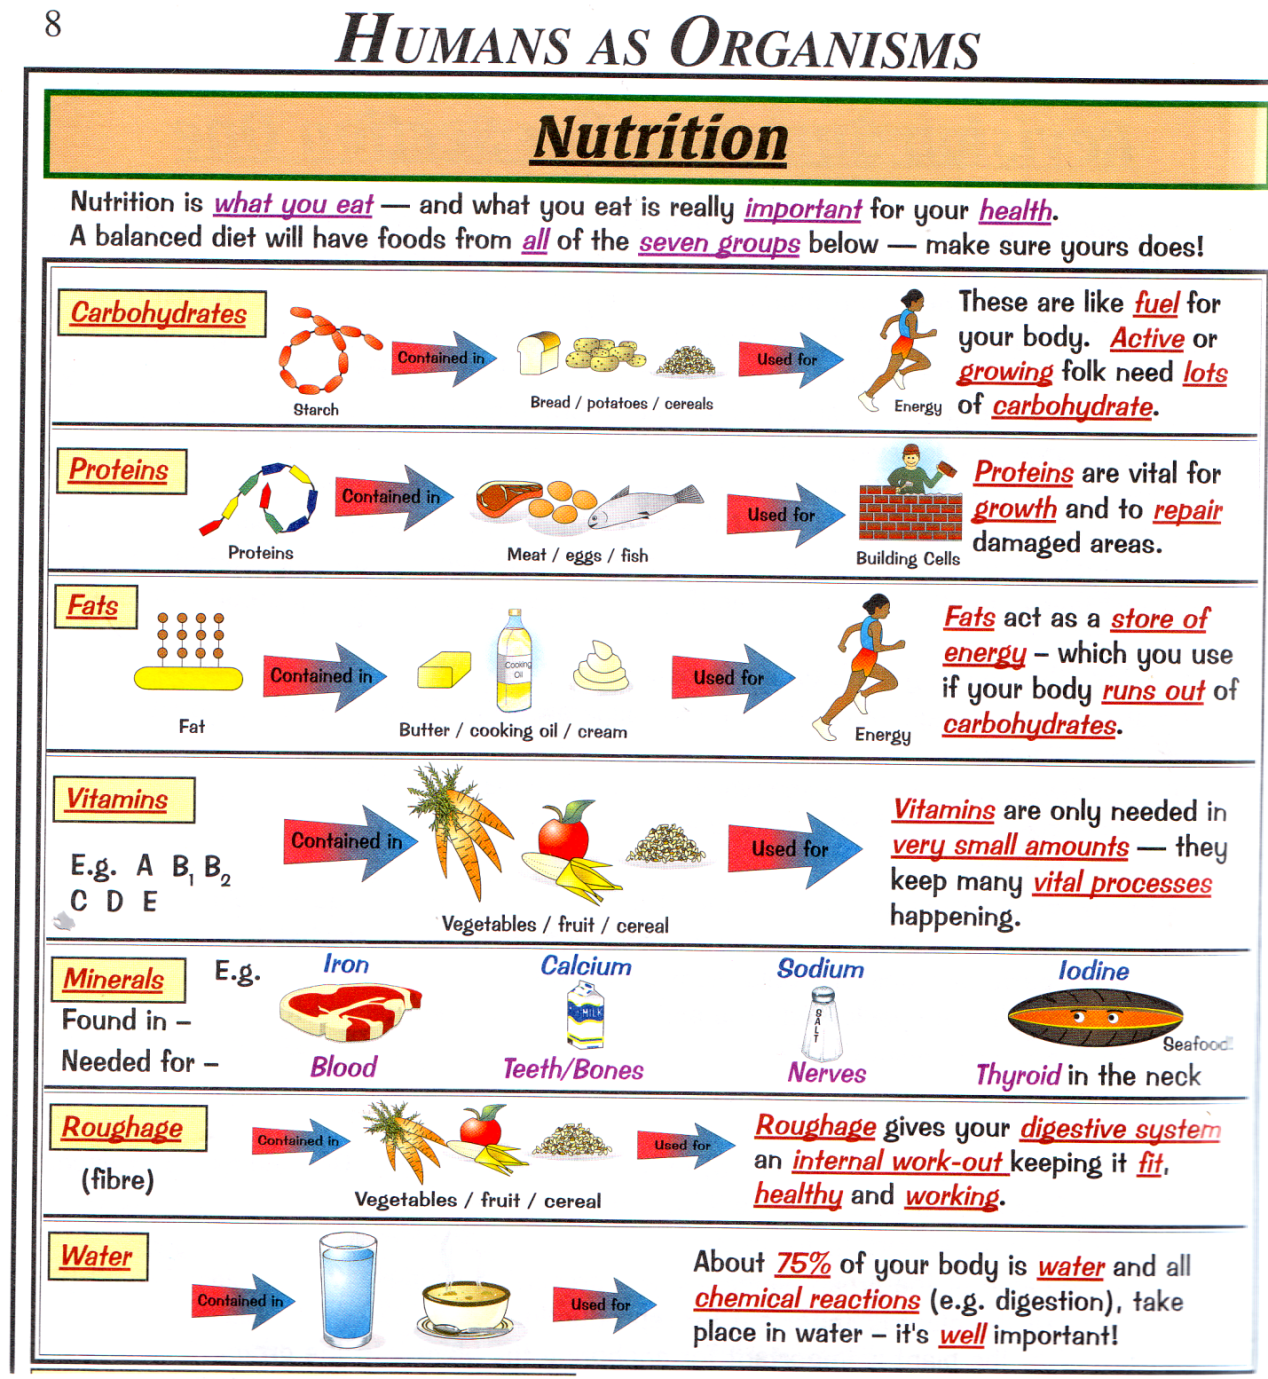 8
HUMANS AS ORGANISMS
Nutrition
Nutrition is what you eat — and what you eat is really important for your health.
A balanced diet will have foods from all of the seven groups below — make sure yours does!
Carbohydrates
Starch
Contained in
Bread / potatoes / cereals
Used for
Energy
These are like fuel for
your body. Active or
growing folk need lots
of carbohydrate.
Proteins
Proteins
Contained in
Meat / eggs / fish
Used for
Building Cells
Proteins are vital for
growth and to repair
damaged areas.
Fats
Fat
Contained in
Cooking
Oil
Butter / cooking oil / cream
Used for
Energy
Fats act as a store of
energy – which you use
if your body runs out of
carbohydrates.
Vitamins
E.g. A B₁ B₂
C D E
Contained in
Vegetables / fruit / cereal
Used for
Vitamins are only needed in
very small amounts — they
keep many vital processes
happening.
Minerals
E.g.
Found in –
Needed for –
Iron
Blood
Calcium
MILK
Teeth/Bones
Sodium
SALT
Nerves
Iodine
Seafood
Thyroid in the neck
Roughage
(fibre)
Contained in
Vegetables / fruit / cereal
Used for
Roughage gives your digestive system
an internal work-out keeping it fit,
healthy and working.
Water
Contained in
Used for
About 75% of your body is water and all
chemical reactions (e.g. digestion), take
place in water – it's well important!